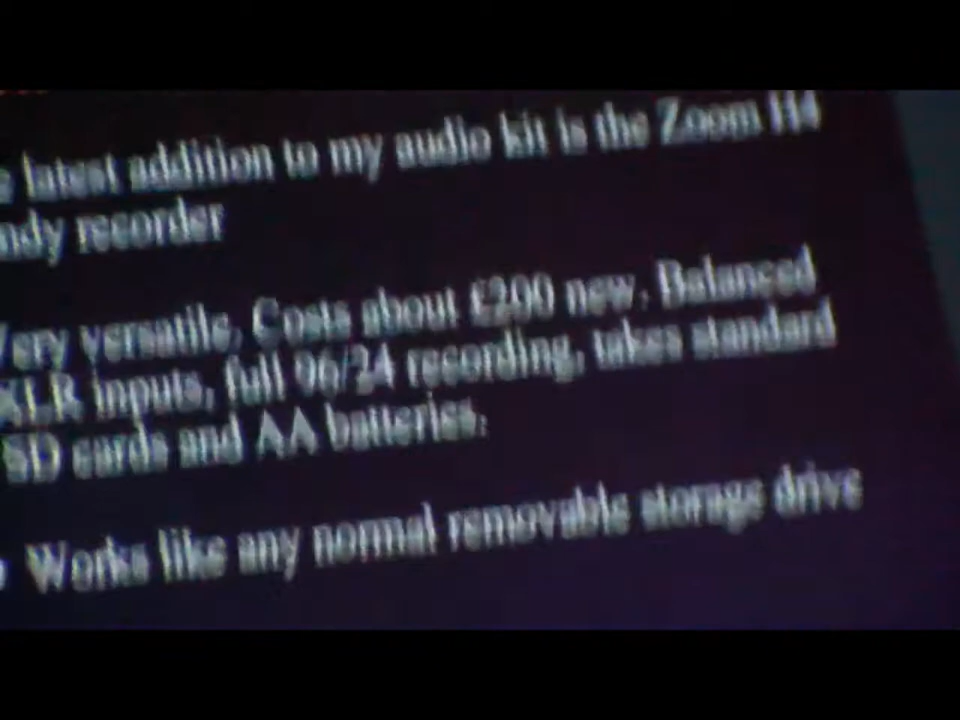 latest addition to my audio kit is the Zoom H4
ndy recorder
Very versatile. Costs about £200 new. Balanced
XLR inputs, full 96/24 recording, takes standard
SD cards and AA batteries.
Works like any normal removable storage drive